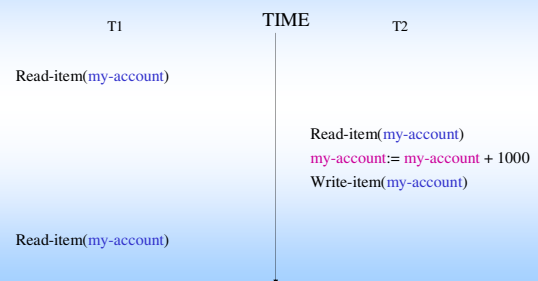 TIME
T1
T2
Read-item(my-account)
Read-item(my-account)
my-account:= my-account + 1000
Write-item(my-account)
Read-item(my-account)